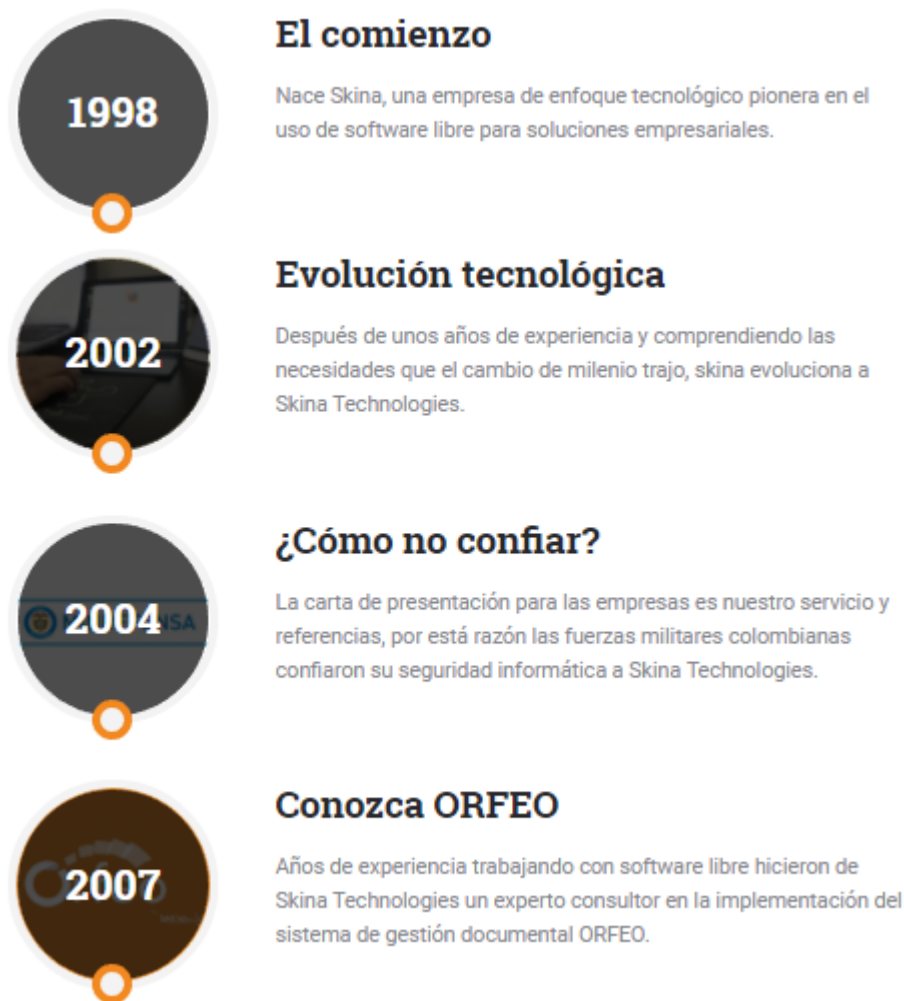 El comienzo
1998
Nace Skina, una empresa de enfoque tecnológico pionera en el
uso de software libre para soluciones empresariales.
Evolución tecnológica
2002
Después de unos años de experiencia y comprendiendo las
necesidades que el cambio de milenio trajo, skina evoluciona a
Skina Technologies.
¿Cómo no confiar?
2004
La carta de presentación para las empresas es nuestro servicio y
referencias, por está razón las fuerzas militares colombianas
confiaron su seguridad informática a Skina Technologies.
Conozca ORFEO
2007
Años de experiencia trabajando con software libre hicieron de
Skina Technologies un experto consultor en la implementación del
sistema de gestión documental ORFEO.